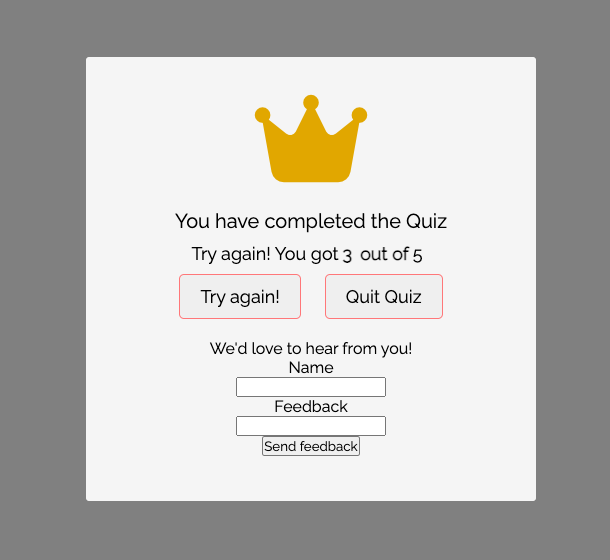 You have completed the Quiz
Try again! You got 3 out of 5
Try again! Quit Quiz
We'd love to hear from you!
Name
Feedback
Send feedback